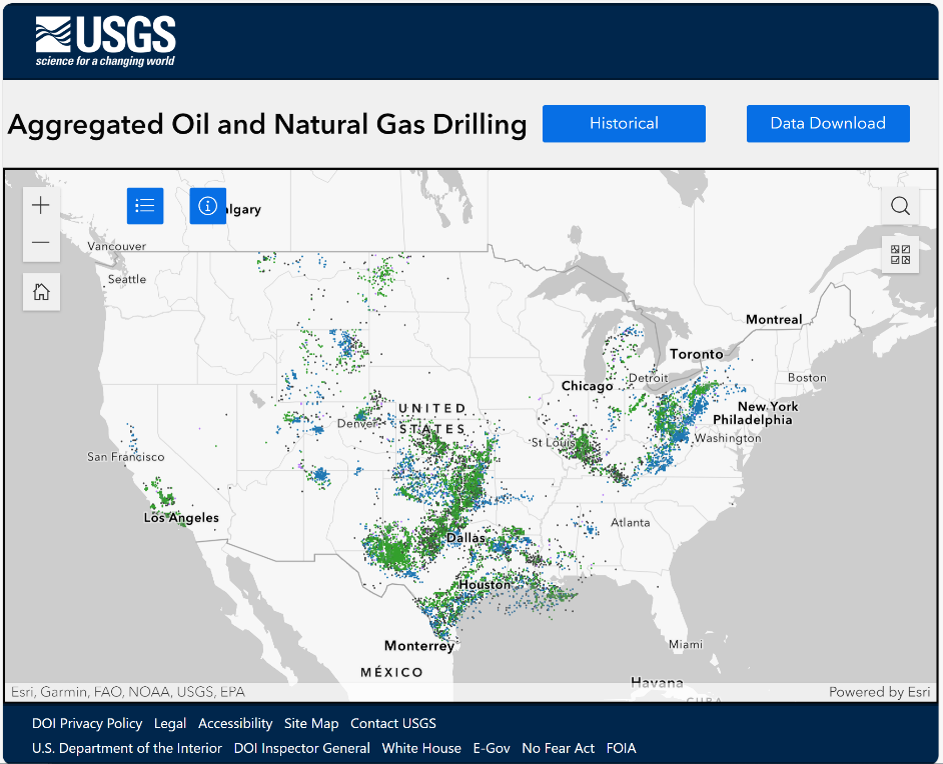 USGS
science for a changing world
Aggregated Oil and Natural Gas Drilling
Historical
Data Download
algary
Vancouver
Seattle
Montreal
Toronto
Chicago
Detroit
Boston
UNITED
STATES
New York
Philadelphia
Denver
St Louis
Washington
San Francisco
Los Angeles
Atlanta
Dallas
Houston
Monterrey
Miami
MÉXICO
Havana
CUBA
Esri, Garmin, FAO, NOAA, USGS, EPA
Powered by Esri
DOI Privacy Policy Legal Accessibility Site Map Contact USGS
U.S. Department of the Interior DOI Inspector General White House E-Gov No Fear Act FOIA